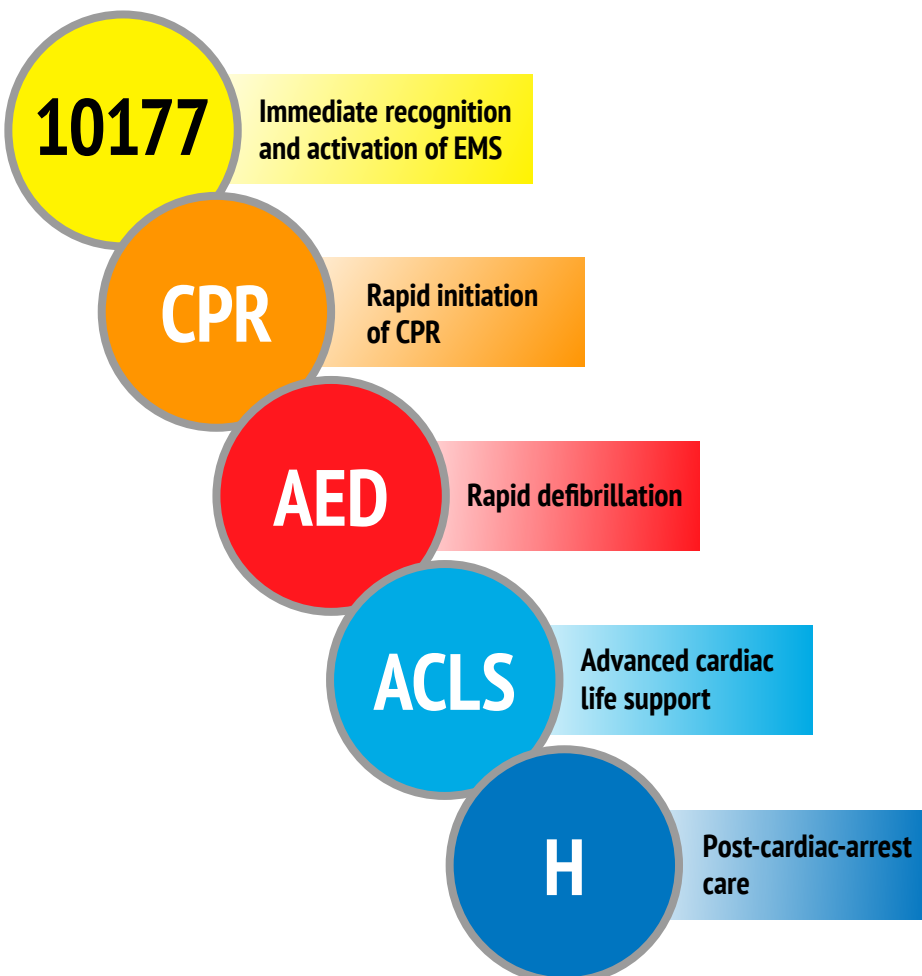 10177
Immediate recognition
and activation of EMS
CPR
Rapid initiation
of CPR
AED
Rapid defibrillation
ACLS
Advanced cardiac
life support
H
Post-cardiac-arrest
care